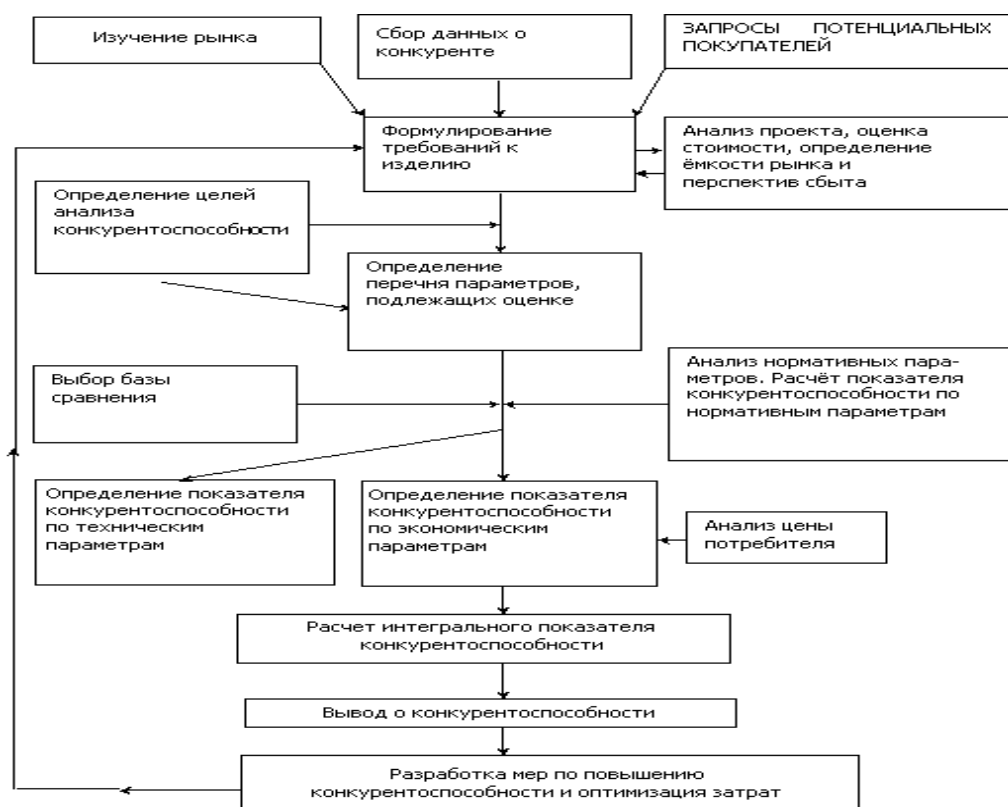 Изучение рынка
Сбор данных о
конкуренте
ЗАПРОСЫ ПОТЕНЦИАЛЬНЫХ
ПОКУПАТЕЛЕЙ
Формулирование
требований к
изделию
Анализ проекта, оценка
стоимости, определение
ёмкости рынка и
перспектив сбыта
Определение целей
анализа
конкурентоспособности
Определение
перечня параметров,
подлежащих оценке
Выбор базы
сравнения
Анализ нормативных пара-
метров. Расчёт показателя
конкурентоспособности по
нормативным параметрам
Определение показателя
конкурентоспособности
по техническим
параметрам
Определение показателя
конкурентоспособности
по экономическим
параметрам
Анализ цены
потребителя
Расчет интегрального показателя
конкурентоспособности
Вывод о конкурентоспособности
Разработка мер по повышению
конкурентоспособности и оптимизация затрат